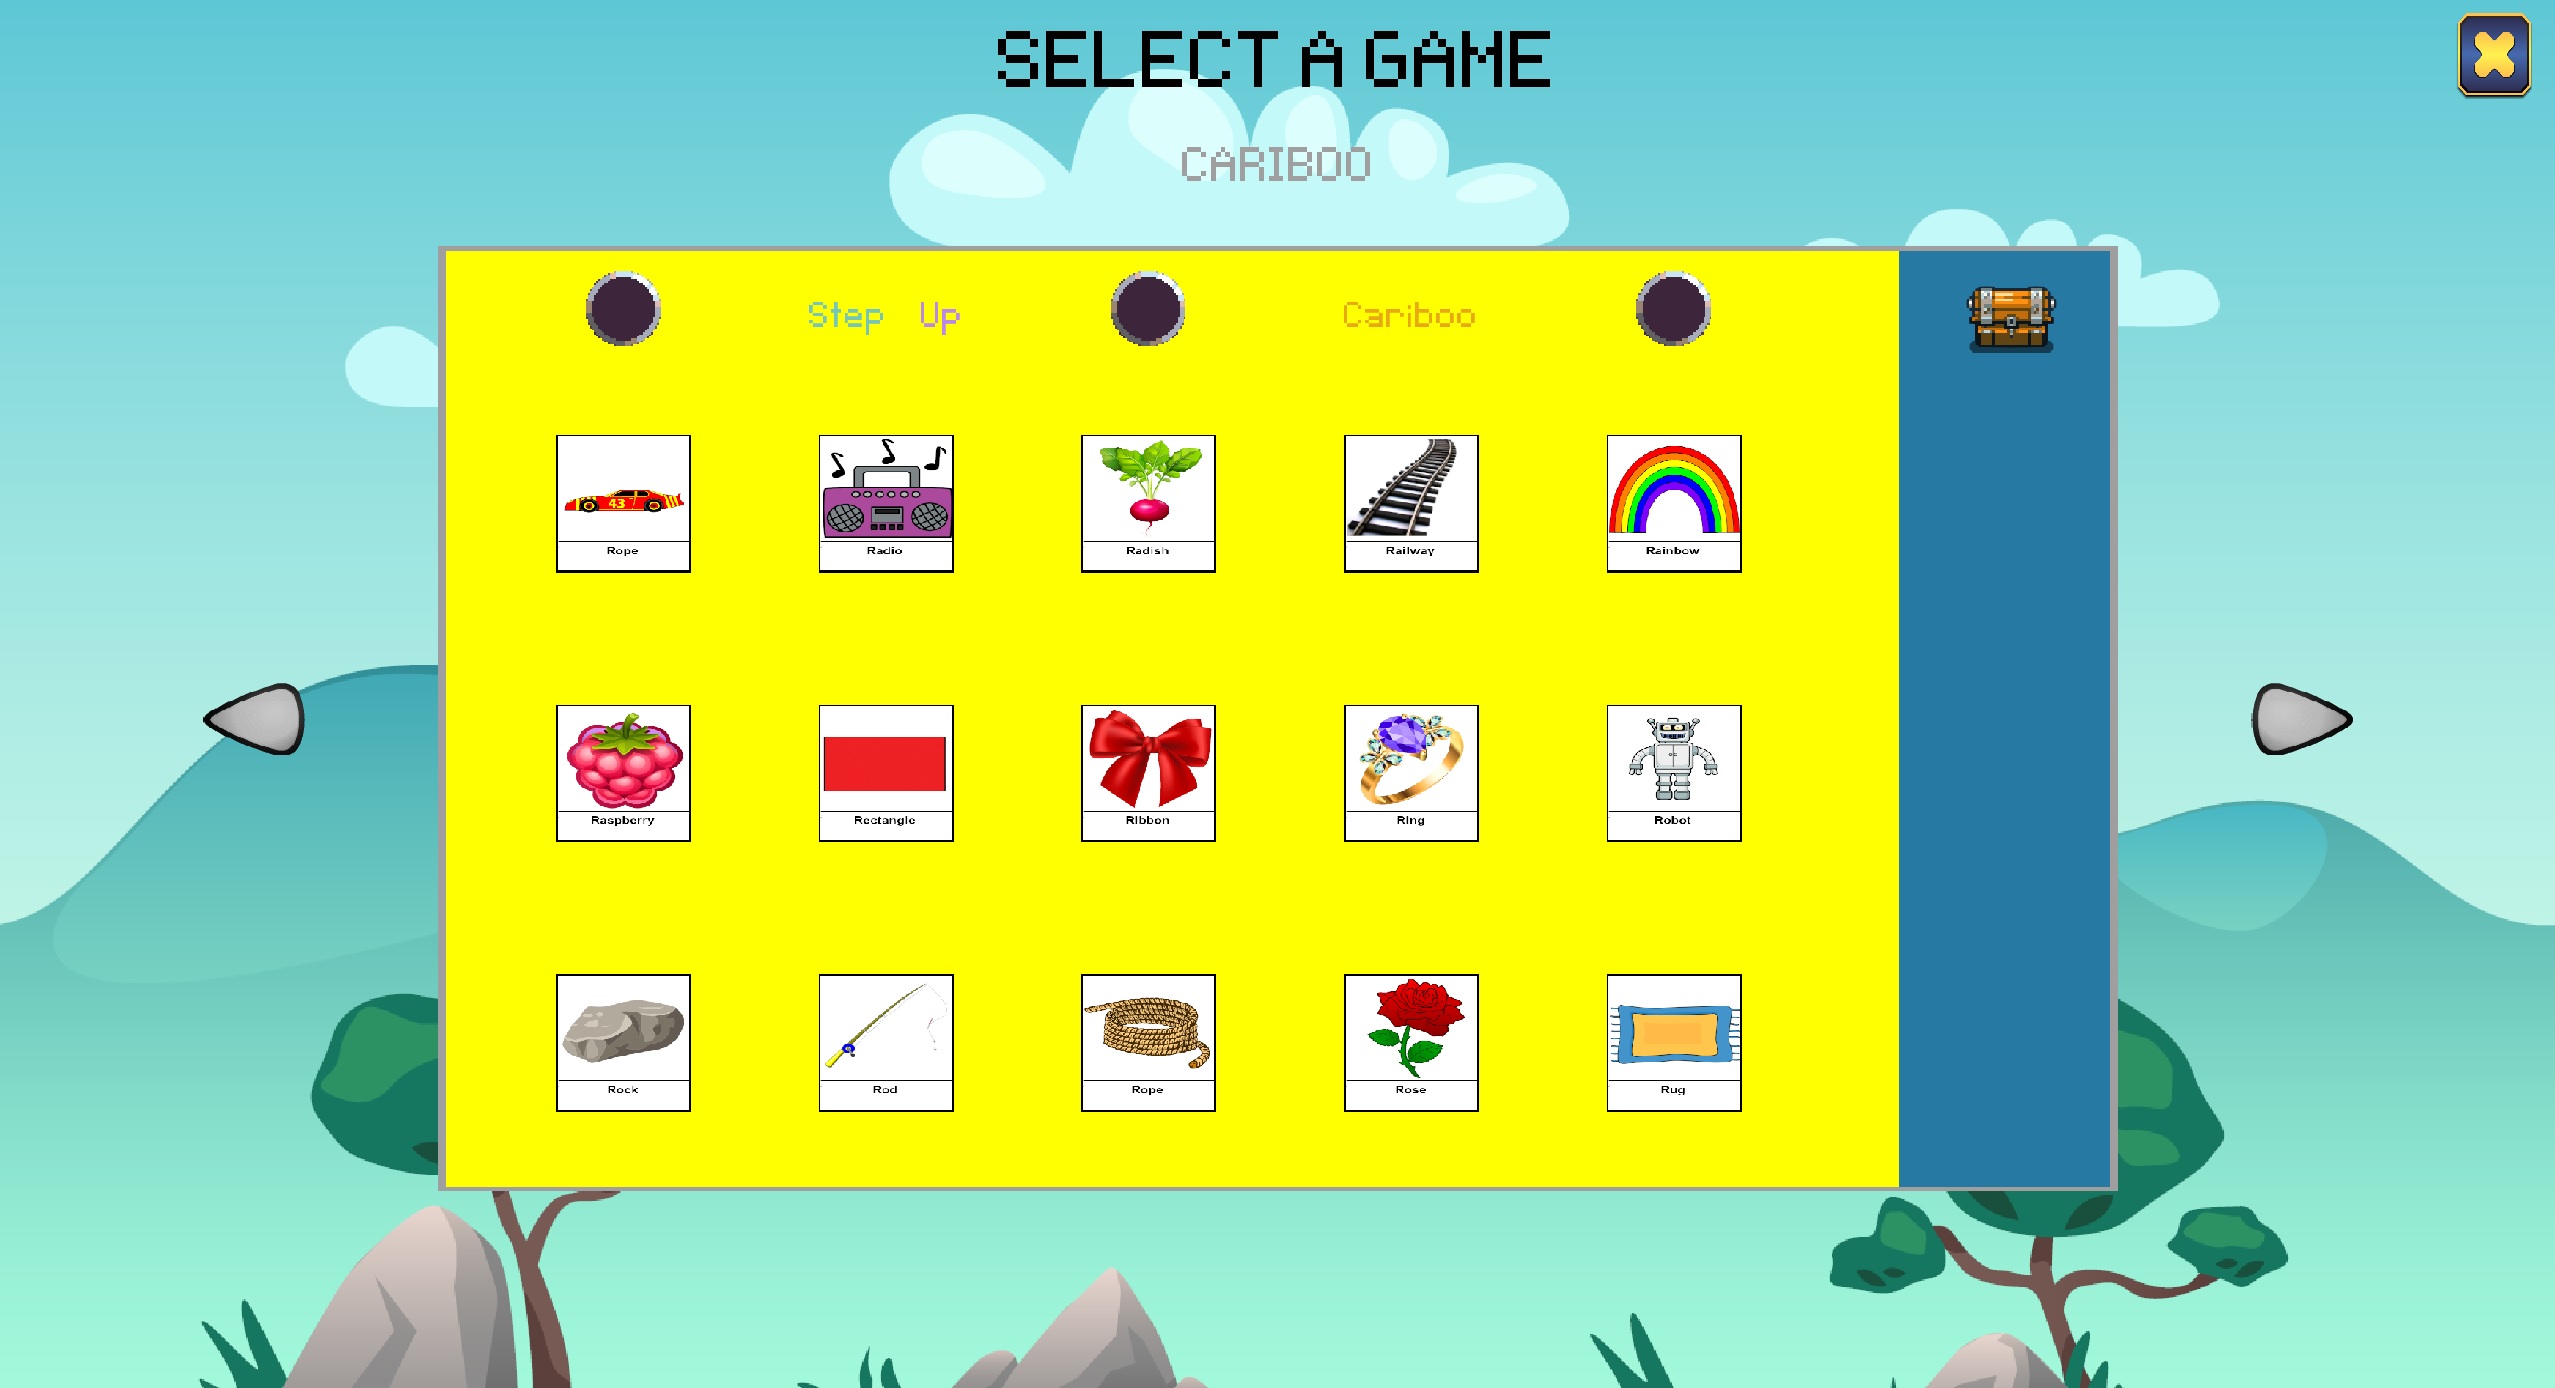 SELECT A GAME
CARIBOO
Step Up Cariboo
43
Rope Radio Radish Railway Rainbow
Raspberry Rectangle Ribbon Ring Robot
Rock Rod Rope Rose Rug